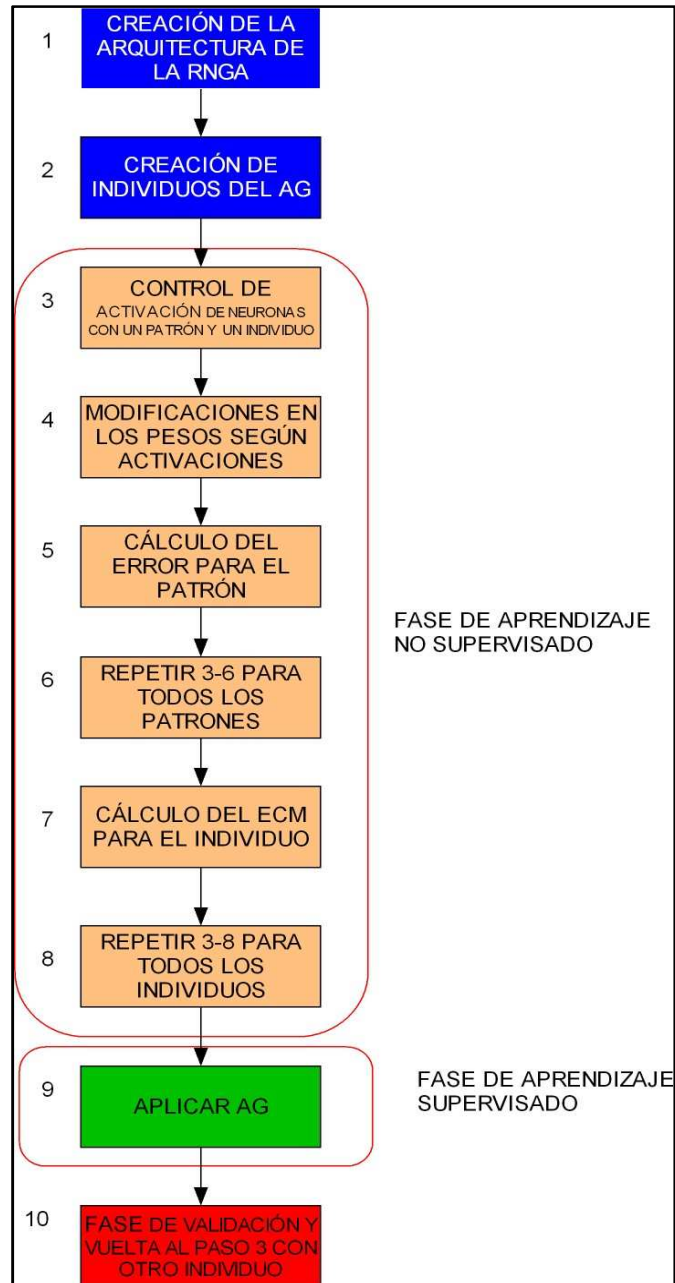 1
CREACIÓN DE LA
ARQUITECTURA DE
LA RNGA
2
CREACIÓN DE
INDIVIDUOS DEL AG
3
CONTROL DE
ACTIVACIÓN DE NEURONAS
CON UN PATRÓN Y UN INDIVIDUO
4
MODIFICACIONES EN
LOS PESOS SEGÚN
ACTIVACIONES
5
CÁLCULO DEL
ERROR PARA EL
PATRÓN
6
REPETIR 3-6 PARA
TODOS LOS
PATRONES
7
CÁLCULO DEL ECM
PARA EL INDIVIDUO
8
REPETIR 3-8 PARA
TODOS LOS
INDIVIDUOS
FASE DE APRENDIZAJE
NO SUPERVISADO
9
APLICAR AG
FASE DE APRENDIZAJE
SUPERVISADO
10
FASE DE VALIDACIÓN Y
VUELTA AL PASO 3 CON
OTRO INDIVIDUO